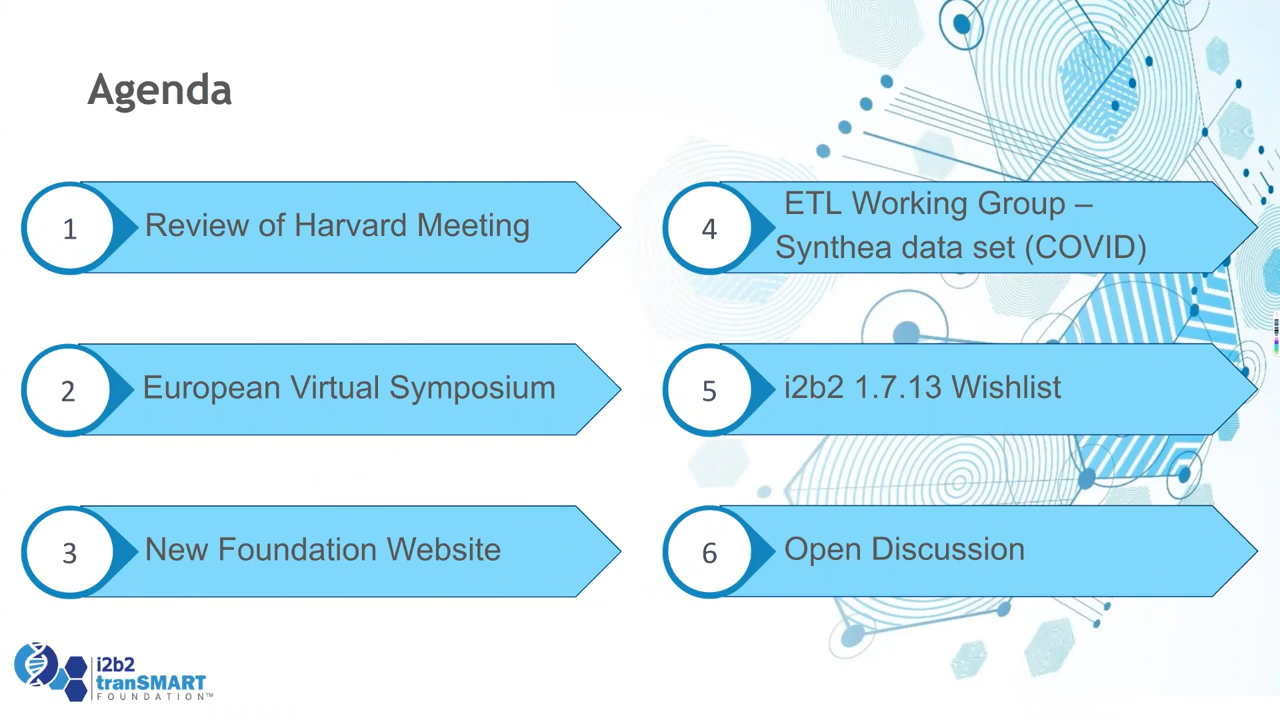 Agenda
1
Review of Harvard Meeting
2
European Virtual Symposium
3
New Foundation Website
4
ETL Working Group –
Synthea data set (COVID)
5
i2b2 1.7.13 Wishlist
6
Open Discussion
i2b2
tranSMART
FOUNDATION™